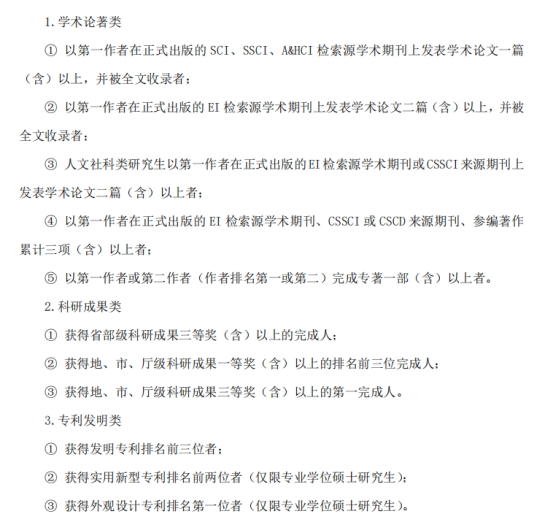 1.学术论著类
① 以第一作者在正式出版的 SCI、SSCI、A&HCI 检索源学术期刊上发表学术论文一篇
（含）以上，并被全文收录者；
② 以第一作者在正式出版的 EI 检索源学术期刊上发表学术论文二篇（含）以上，并被
全文收录者；
③ 人文社科类研究生以第一作者在正式出版的 EI 检索源学术期刊或 CSSCI 来源期刊上
发表学术论文二篇（含）以上者；
④ 以第一作者在正式出版的 EI 检索源学术期刊、CSSCI 或 CSCD 来源期刊、参编著作
累计三项（含）以上者；
⑤ 以第一作者或第二作者（作者排名第一或第二）完成专著一部（含）以上者。
2.科研成果类
① 获得省部级科研成果三等奖（含）以上的完成人；
② 获得地、市、厅级科研成果一等奖（含）以上的排名前三位完成人；
③ 获得地、市、厅级科研成果三等奖（含）以上的第一完成人。
3.专利发明类
① 获得发明专利排名前三位者；
② 获得实用新型专利排名前两位者（仅限专业学位硕士研究生）；
③ 获得外观设计专利排名第一位者（仅限专业学位硕士研究生）。